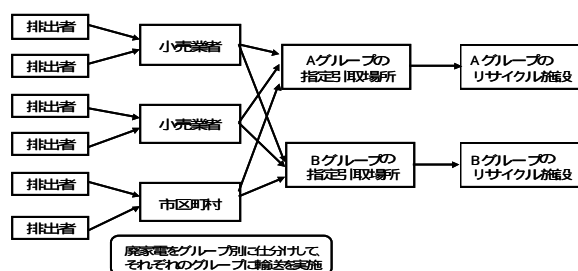 排出者
排出者
排出者
排出者
排出者
排出者
小売業者
小売業者
市区町村
Aグループの
指定引取場所
Bグループの
指定引取場所
Aグループの
リサイクル施設
Bグループの
リサイクル施設
廃家電をグループ別に仕分けして、
それぞれのグループに輸送を実施